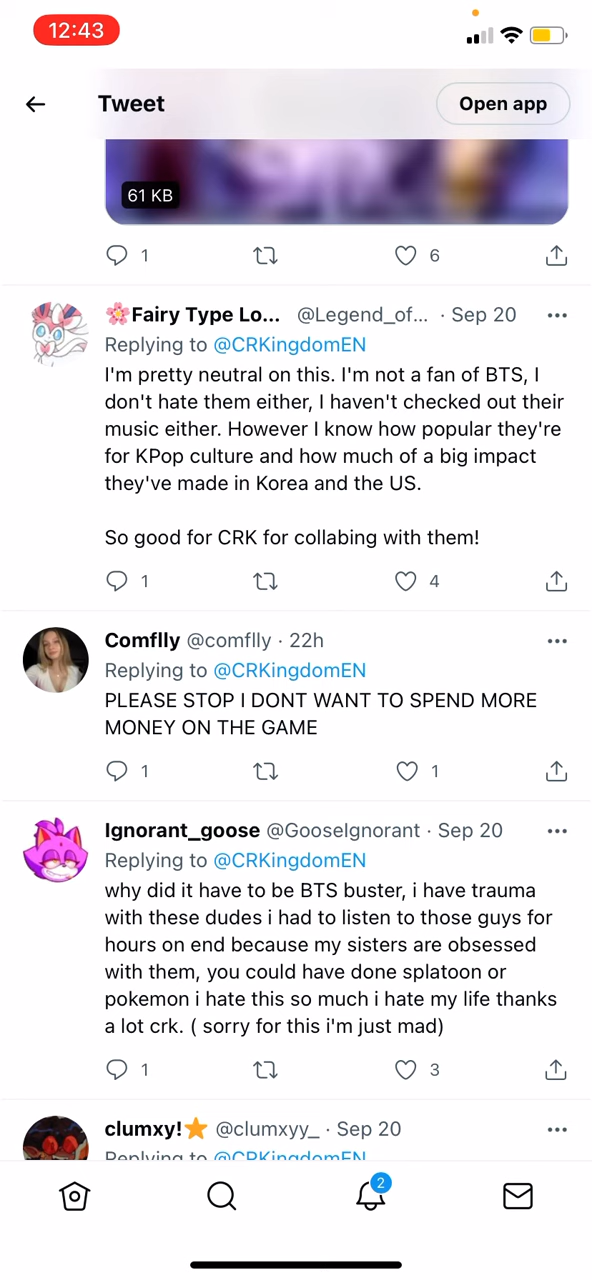 12:43
Tweet
Open app
61 KB
1
6
🌸Fairy Type Lo... @Legend_of... · Sep 20
Replying to @CRKingdomEN
I'm pretty neutral on this. I'm not a fan of BTS, I
don't hate them either, I haven't checked out their
music either. However I know how popular they're
for KPop culture and how much of a big impact
they've made in Korea and the US.
So good for CRK for collabing with them!
1
4
Comflly @comflly · 22h
Replying to @CRKingdomEN
PLEASE STOP I DONT WANT TO SPEND MORE
MONEY ON THE GAME
1
1
Ignorant_goose @GooseIgnorant · Sep 20
Replying to @CRKingdomEN
why did it have to be BTS buster, i have trauma
with these dudes i had to listen to those guys for
hours on end because my sisters are obsessed
with them, you could have done splatoon or
pokemon i hate this so much i hate my life thanks
a lot crk. ( sorry for this i'm just mad)
1
3
clumxy!⭐ @clumxyy_ · Sep 20
Replying to @CRKingdomEN
2